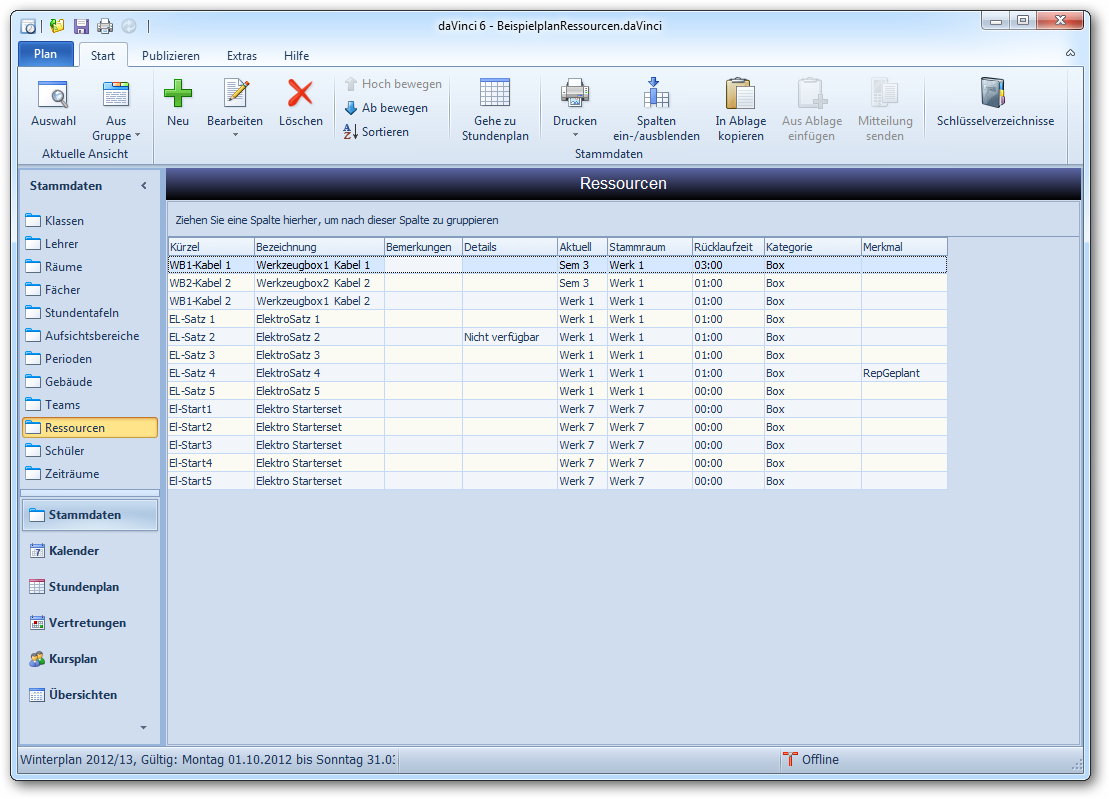 daVinci 6 - BeispielplanRessourcen.daVinci
Plan Start Publizieren Extras Hilfe
Auswahl
Aus Gruppe
Aktuelle Ansicht
Neu
Bearbeiten
Löschen
Hoch bewegen
Ab bewegen
Sortieren
Gehe zu
Stundenplan
Drucken
Spalten
ein-/ausblenden
In Ablage
kopieren
Aus Ablage
einfügen
Mitteilung
senden
Stammdaten
Schlüsselverzeichnisse
Stammdaten
Klassen
Lehrer
Räume
Fächer
Stundentafeln
Aufsichtsbereiche
Perioden
Gebäude
Teams
Ressourcen
Schüler
Zeiträume
Stammdaten
Kalender
Stundenplan
Vertretungen
Kursplan
Übersichten
Ressourcen
Ziehen Sie eine Spalte hierher, um nach dieser Spalte zu gruppieren
Kürzel Bezeichnung Bemerkungen Details Aktuell Stammraum Rücklaufzeit Kategorie Merkmal
WB1-Kabel 1 Werkzeugbox1 Kabel 1 Sem 3 Werk 1 03:00 Box
WB2-Kabel 2 Werkzeugbox2 Kabel 2 Sem 3 Werk 1 01:00 Box
WB1-Kabel 2 Werkzeugbox1 Kabel 2 Werk 1 Werk 1 01:00 Box
EL-Satz 1 ElektroSatz 1 Werk 1 Werk 1 01:00 Box
EL-Satz 2 ElektroSatz 2 Nicht verfügbar Werk 1 Werk 1 01:00 Box
EL-Satz 3 ElektroSatz 3 Werk 1 Werk 1 01:00 Box
EL-Satz 4 ElektroSatz 4 Werk 1 Werk 1 01:00 Box RepGeplant
EL-Satz 5 ElektroSatz 5 Werk 1 Werk 1 00:00 Box
El-Start1 Elektro Starterset Werk 7 Werk 7 00:00 Box
El-Start2 Elektro Starterset Werk 7 Werk 7 00:00 Box
El-Start3 Elektro Starterset Werk 7 Werk 7 00:00 Box
El-Start4 Elektro Starterset Werk 7 Werk 7 00:00 Box
El-Start5 Elektro Starterset Werk 7 Werk 7 00:00 Box
Winterplan 2012/13, Gültig: Montag 01.10.2012 bis Sonntag 31.03
Offline